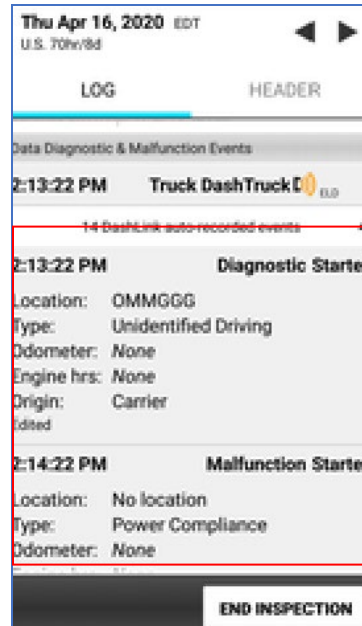 Thu Apr 16, 2020 EDT
U.S. 70hr/8d
LOG HEADER
Data Diagnostic & Malfunction Events
2:13:22 PM Truck DashTruck D ELD
14 DashLink auto-recorded events
2:13:22 PM Diagnostic Starte
Location: OMMGGG
Type: Unidentified Driving
Odometer: None
Engine hrs: None
Origin: Carrier
Edited
2:14:22 PM Malfunction Starte
Location: No location
Type: Power Compliance
Odometer: None
END INSPECTION